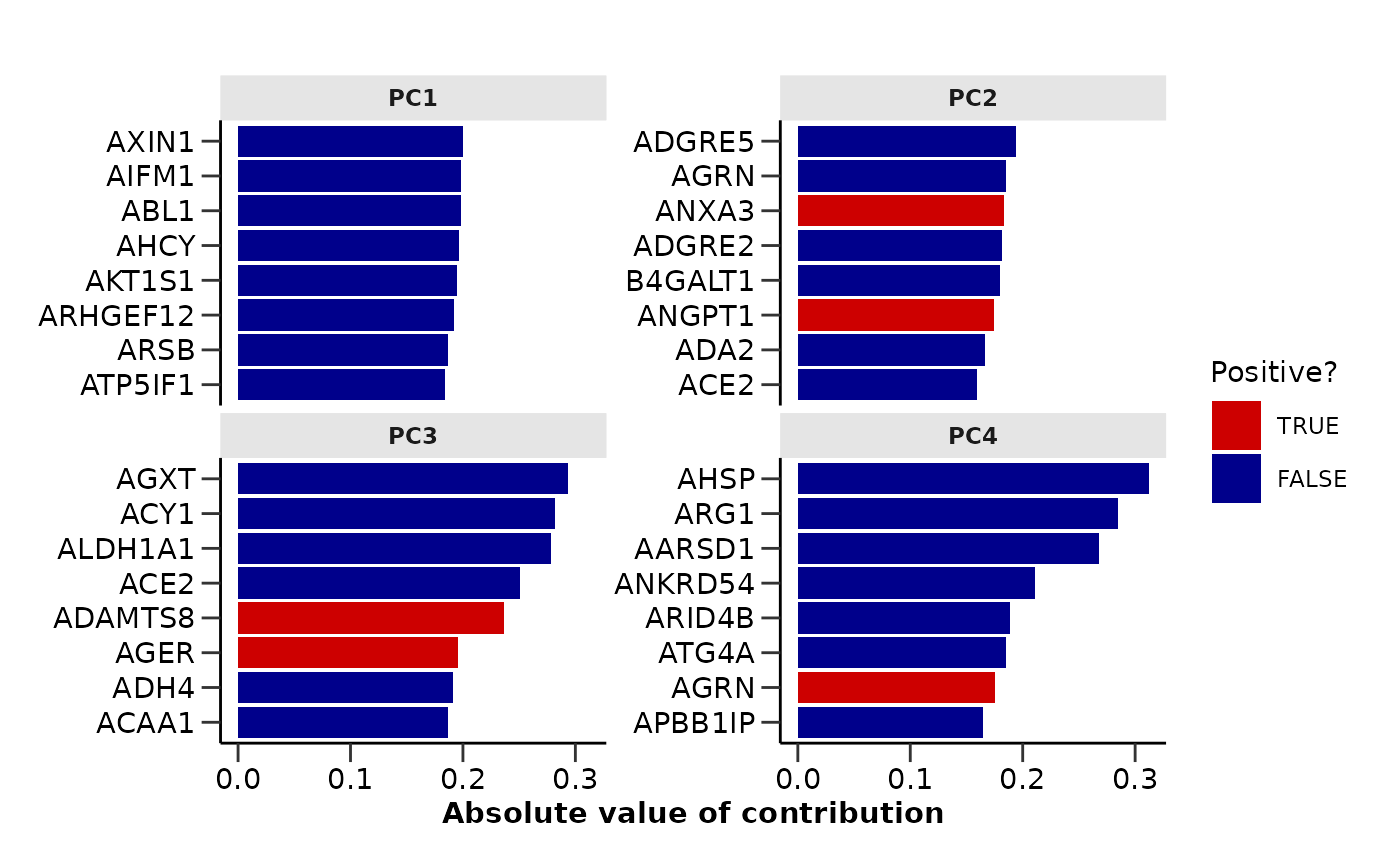 PC1
AXIN1
AIFM1
ABL1
AHCY
AKT1S1
ARHGEF12
ARSB
ATP5IF1
PC2
ADGRE5
AGRN
ANXA3
ADGRE2
B4GALT1
ANGPT1
ADA2
ACE2
PC3
AGXT
ACY1
ALDH1A1
ACE2
ADAMTS8
AGER
ADH4
ACAA1
0.0 0.1 0.2 0.3
PC4
AHSP
ARG1
AARSD1
ANKRD54
ARID4B
ATG4A
AGRN
APBB1IP
0.0 0.1 0.2 0.3
Absolute value of contribution
Positive?
TRUE
FALSE